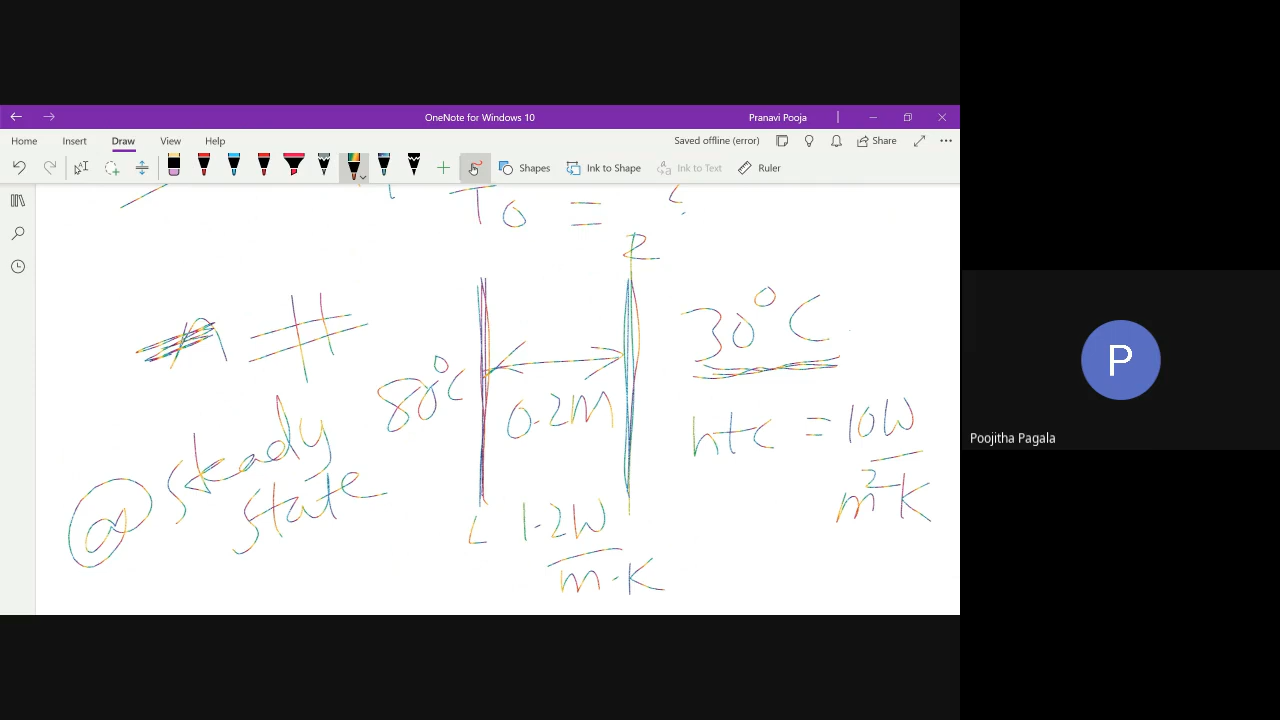 OneNote for Windows 10
Pranavi Pooja
Home Insert Draw View Help
Saved offline (error)
Share
Shapes
Ink to Shape
Ink to Text
Ruler
To = ?
R
30°C
80°C
0.2M
htc = 10W
m²K
@ steady
state
L
1.2W
m.K
P
Poojitha Pagala